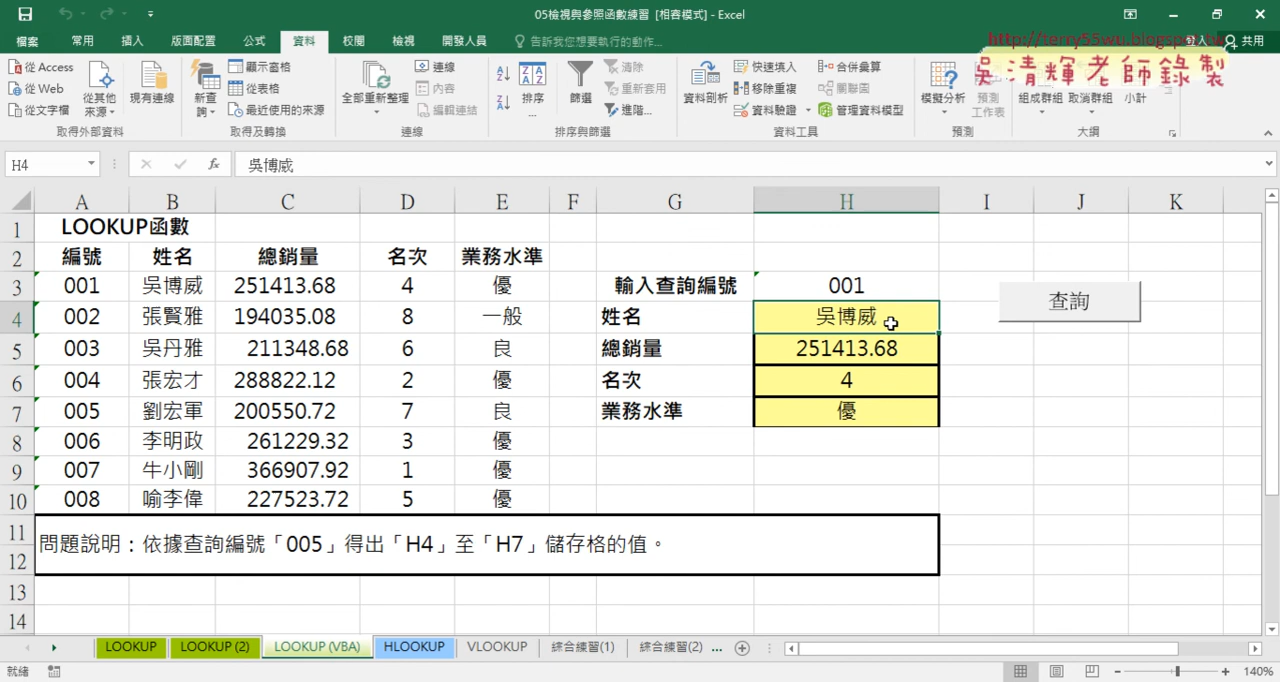 05檢視與參照函數練習 [相容模式] - Excel
檔案 常用 插入 版面配置 公式 資料 校閱 檢視 開發人員 告訴我您想要執行的動作... 登入 共用
http://terry55wu.blogspot.tw
吳清輝老師錄製
從 Access 從 Web 從文字檔 從其他來源 現有連線 取得外部資料
新查詢 顯示查詢 從表格 最近使用的來源 取得及轉換
全部重新整理 連線 內容 編輯連結 連線
排序 篩選 清除 重新套用 進階... 排序與篩選
資料剖析 快速填入 移除重複 資料驗證 合併彙算 關聯圖 管理資料模型 資料工具
模擬分析 預測工作表 預測
組成群組 取消群組 小計 大綱
H4 fx 吳博威
A B C D E F G H I J K
1 LOOKUP函數
2 編號 姓名 總銷量 名次 業務水準
3 001 吳博威 251413.68 4 優 輸入查詢編號 001 查詢
4 002 張賢雅 194035.08 8 一般 姓名 吳博威
5 003 吳丹雅 211348.68 6 良 總銷量 251413.68
6 004 張宏才 288822.12 2 優 名次 4
7 005 劉宏軍 200550.72 7 良 業務水準 優
8 006 李明政 261229.32 3 優
9 007 牛小剛 366907.92 1 優
10 008 喻李偉 227523.72 5 優
11 問題說明：依據查詢編號「005」得出「H4」至「H7」儲存格的值。
12
13
14
LOOKUP LOOKUP (2) LOOKUP (VBA) HLOOKUP VLOOKUP 綜合練習(1) 綜合練習(2) ...
就緒 140%